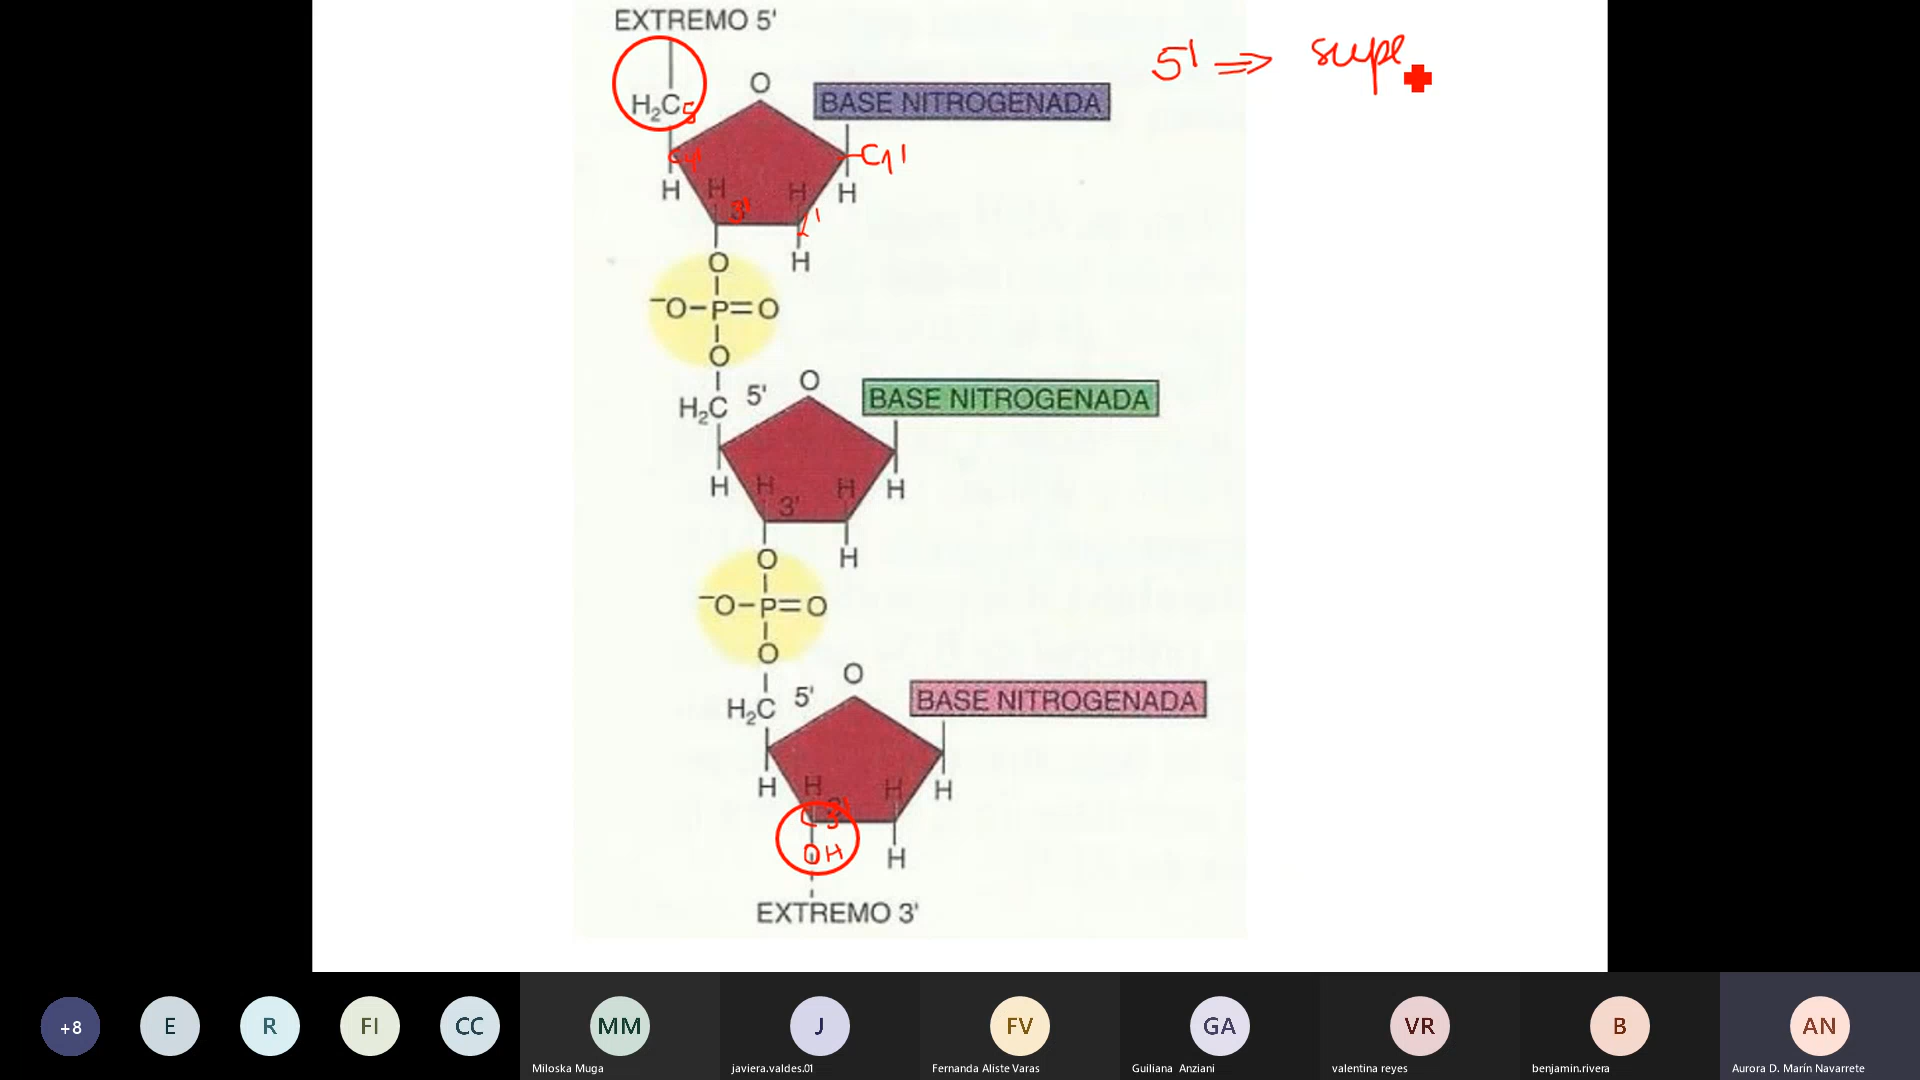 EXTREMO 5'
5' ⇒ supe
O
BASE NITROGENADA
H₂C5
C4' C1'
H H H H
3' 2'
O H
⁻O–P=O
O
O
H₂C 5' BASE NITROGENADA
H H H H
3'
O H
⁻O–P=O
O
O
H₂C 5' BASE NITROGENADA
H H H H
C 3'
OH H
EXTREMO 3'
+8 E R FI CC MM J FV GA VR B AN
Miloska Muga javiera.valdes.01 Fernanda Aliste Varas Guiliana Anziani valentina reyes benjamin.rivera Aurora D. Marín Navarrete